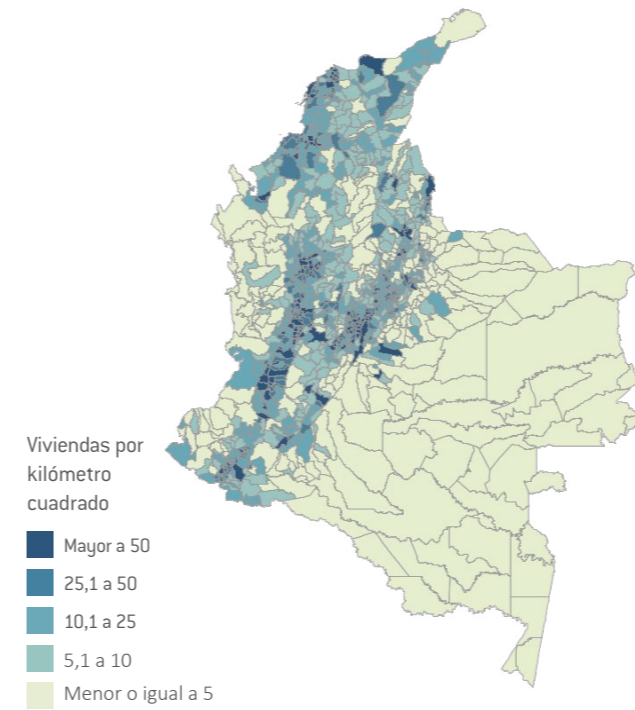 Viviendas por
kilómetro
cuadrado
Mayor a 50
25,1 a 50
10,1 a 25
5,1 a 10
Menor o igual a 5